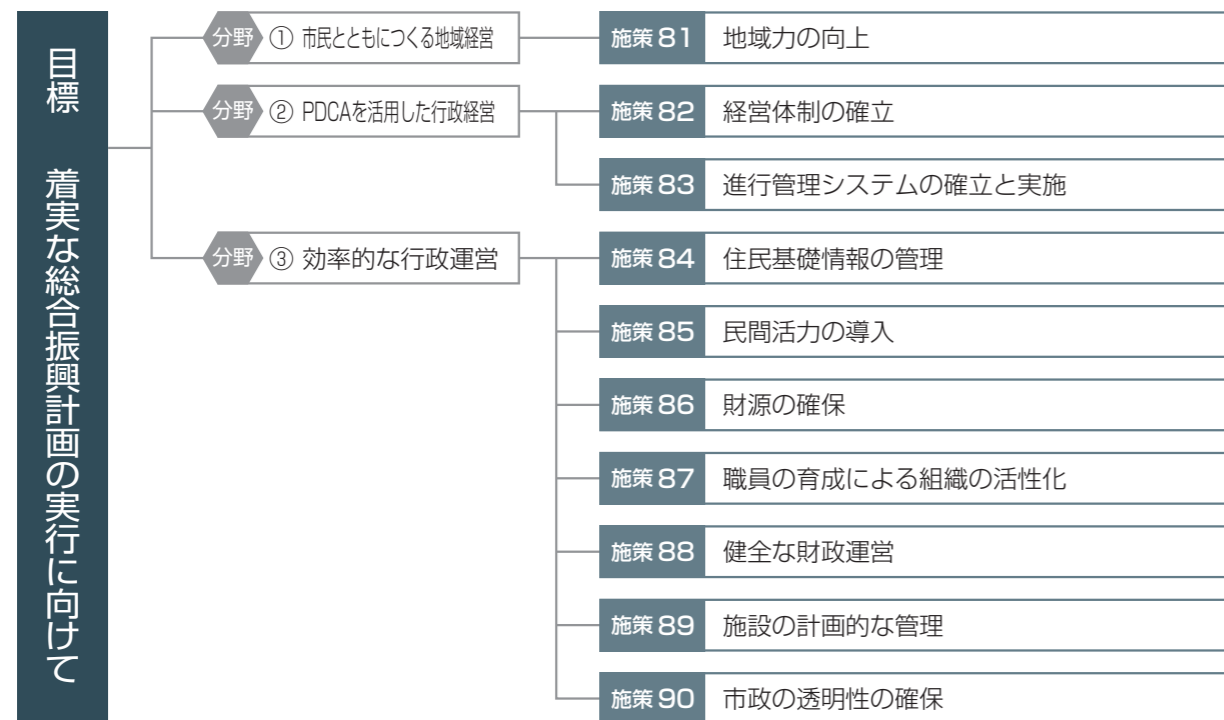 目標 着実な総合振興計画の実行に向けて
分野 ① 市民とともにつくる地域経営
施策 81 地域力の向上
分野 ② PDCAを活用した行政経営
施策 82 経営体制の確立
施策 83 進行管理システムの確立と実施
分野 ③ 効率的な行政運営
施策 84 住民基礎情報の管理
施策 85 民間活力の導入
施策 86 財源の確保
施策 87 職員の育成による組織の活性化
施策 88 健全な財政運営
施策 89 施設の計画的な管理
施策 90 市政の透明性の確保